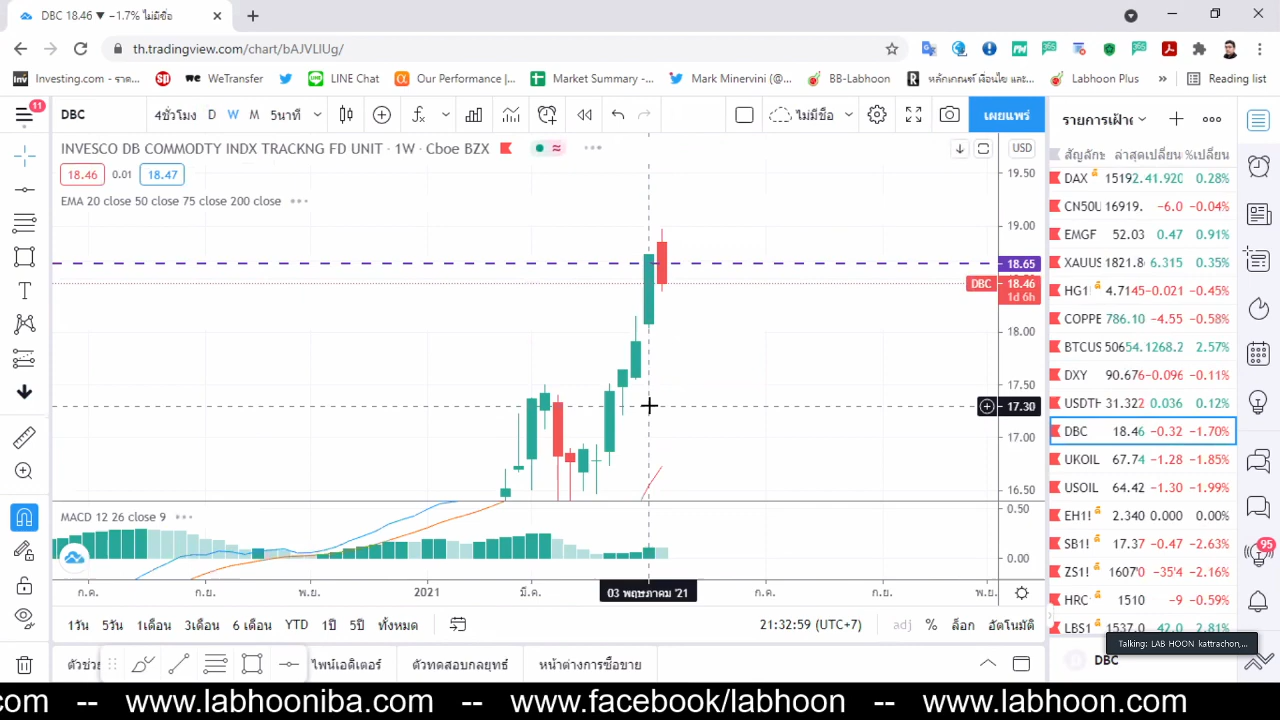 DBC 18.46 ▼ −1.7% ไม่มีชื่อ
th.tradingview.com/chart/bAJVLIUg/
Investing.com - ราค... WeTransfer LINE Chat Our Performance |... Market Summary -... Mark Minervini (@... BB-Labhoon หลักเกณฑ์ เงื่อนไข และ... Labhoon Plus » Reading list
11 DBC 4ชั่วโมง D W M 5นาที ไม่มีชื่อ เผยแพร่
INVESCO DB COMMODTY INDX TRACKNG FD UNIT · 1W · Cboe BZX
USD
18.46 0.01 18.47
EMA 20 close 50 close 75 close 200 close
19.50
19.00
18.65
DBC 18.46
1d 6h
18.00
17.50
17.30
17.00
16.50
MACD 12 26 close 9
0.50
0.00
ก.ค. ก.ย. พ.ย. 2021 มี.ค. 03 พฤษภาคม '21 ก.ค. ก.ย. พ.ย.
1วัน 5วัน 1เดือน 3เดือน 6 เดือน YTD 1ปี 5ปี ทั้งหมด 21:32:59 (UTC+7) adj % ล็อก อัตโนมัติ
ตัวช่วย ไพน์เอดิเตอร์ ตัวทดสอบกลยุทธ์ หน้าต่างการซื้อขาย
รายการเฝ้า
สัญลักษ ล่าสุด เปลี่ยน %เปลี่ยน
DAX 15192. 41.920 0.28%
CN50U 16919. −6.0 −0.04%
EMGF 52.03 0.47 0.91%
XAUUS 1821.8 6.315 0.35%
HG1! 4.7145 −0.021 −0.45%
COPPE 786.10 −4.55 −0.58%
BTCUS 50654. 1268.2 2.57%
DXY 90.676 −0.096 −0.11%
USDTH 31.322 0.036 0.12%
DBC 18.46 −0.32 −1.70%
UKOIL 67.74 −1.28 −1.85%
USOIL 64.42 −1.30 −1.99%
EH1! 2.340 0.000 0.00%
SB1! 17.37 −0.47 −2.63%
ZS1! 1607'0 −35'4 −2.16%
HRC 1510 −9 −0.59%
LBS1 1537.0 42.0 2.81%
95
Talking: LAB HOON kattrachon,...
DBC
com -- www.labhooniba.com -- www.facebook/labhoon -- www.labhoon.com